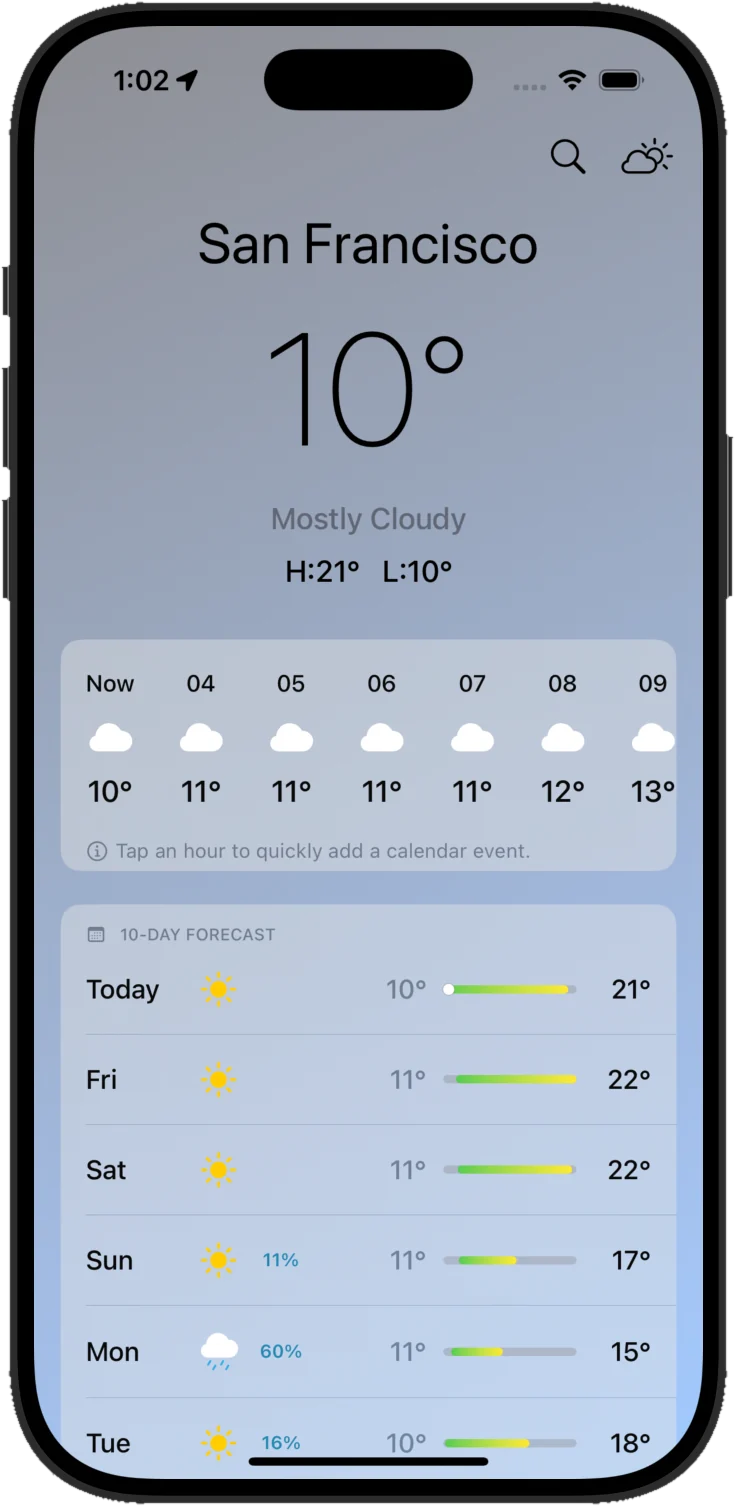 1:02
San Francisco
10°
Mostly Cloudy
H:21° L:10°
Now 04 05 06 07 08 09
10° 11° 11° 11° 11° 12° 13°
Tap an hour to quickly add a calendar event.
10-DAY FORECAST
Today 10° 21°
Fri 11° 22°
Sat 11° 22°
Sun 11% 11° 17°
Mon 60% 11° 15°
Tue 16% 10° 18°